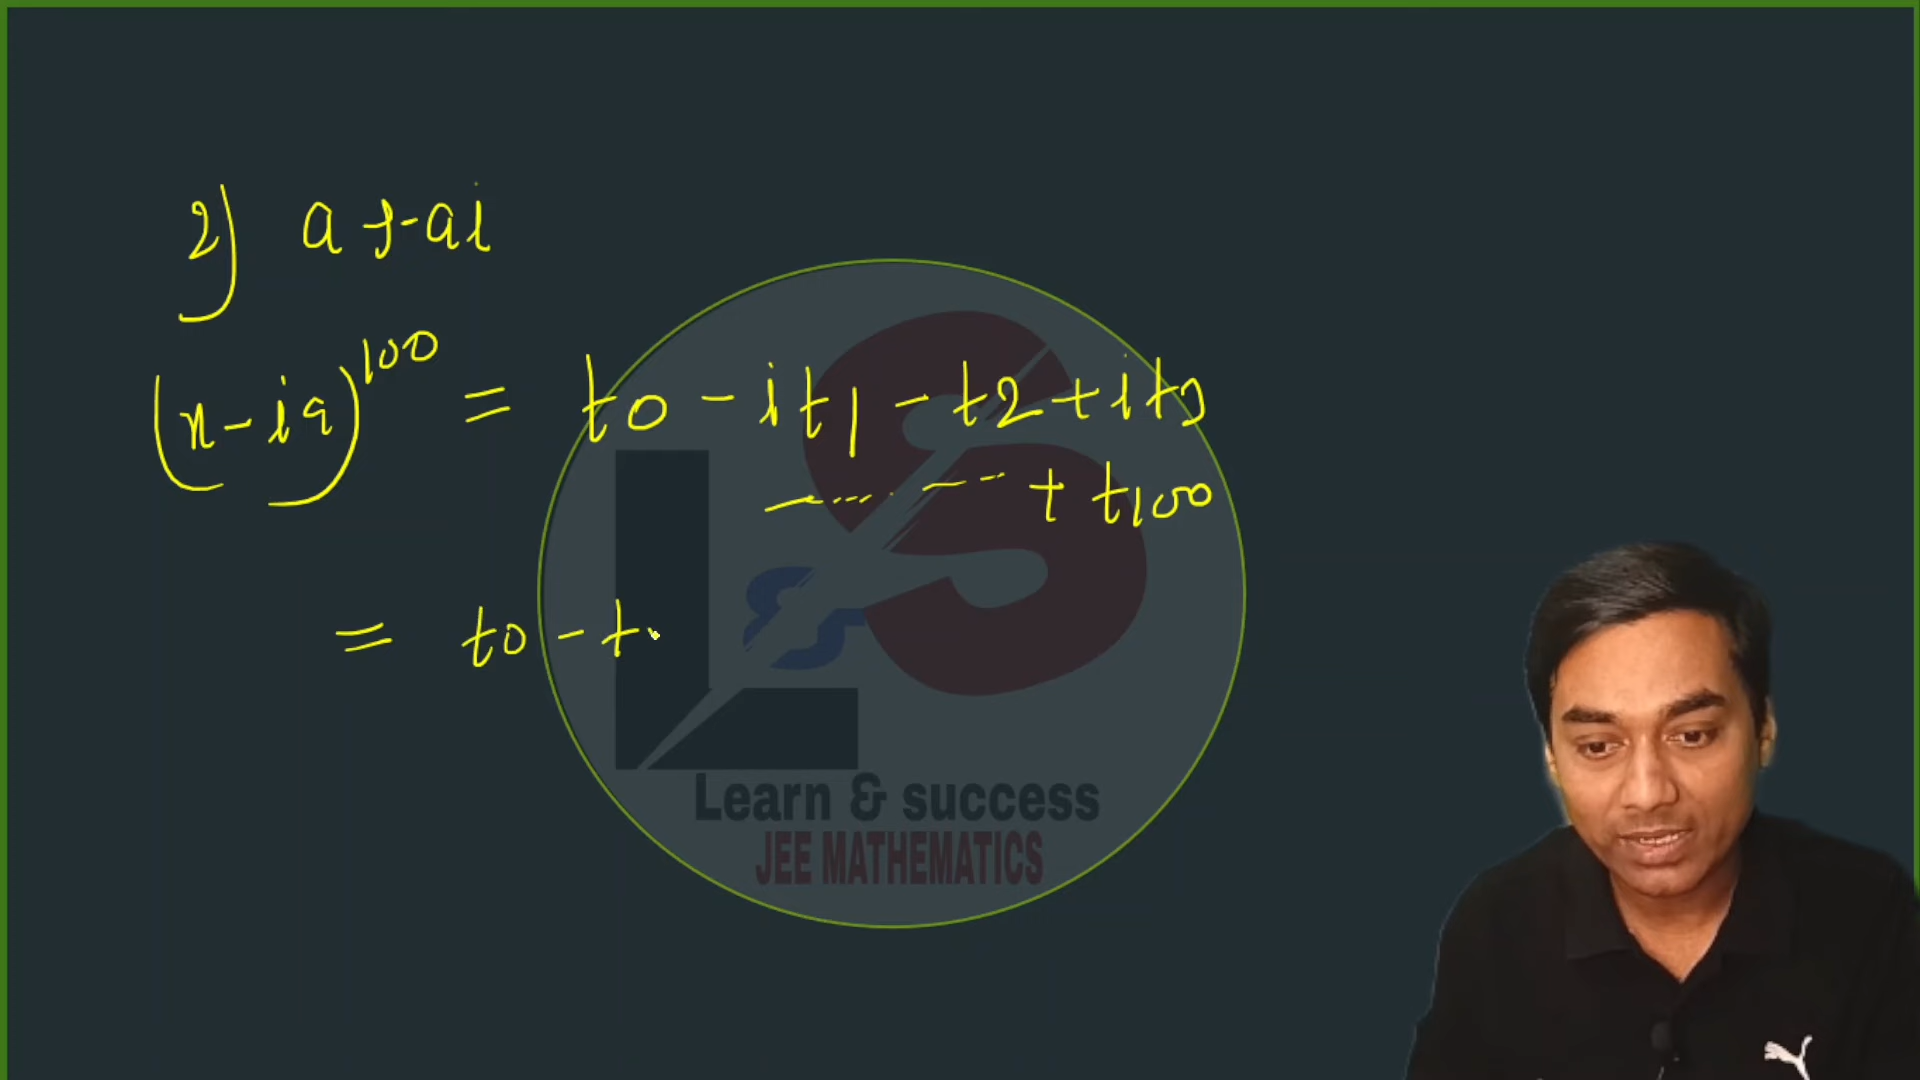 2) a + ai
(x - ia)^100 = t0 - it1 - t2 + it3
---- --- + t100
= t0 - t
L&S
Learn & success
JEE MATHEMATICS